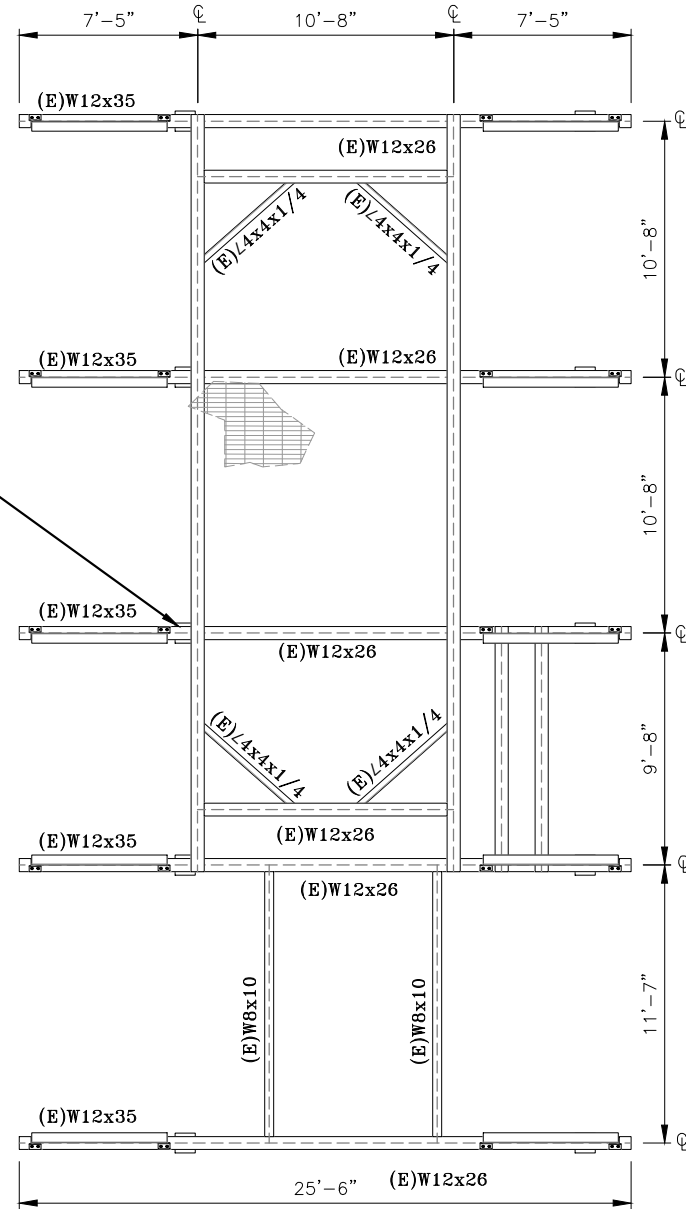 ℄ ℄
7'-5" 10'-8" 7'-5"
(E)W12x35
℄
(E)W12x26
(E)∠4x4x1/4
(E)∠4x4x1/4
10'-8"
(E)W12x35
(E)W12x26
℄
10'-8"
(E)W12x35
℄
(E)W12x26
(E)∠4x4x1/4
(E)∠4x4x1/4
9'-8"
(E)W12x35
(E)W12x26
℄
(E)W12x26
(E)W8x10
(E)W8x10
11'-7"
(E)W12x35
℄
(E)W12x26
25'-6"